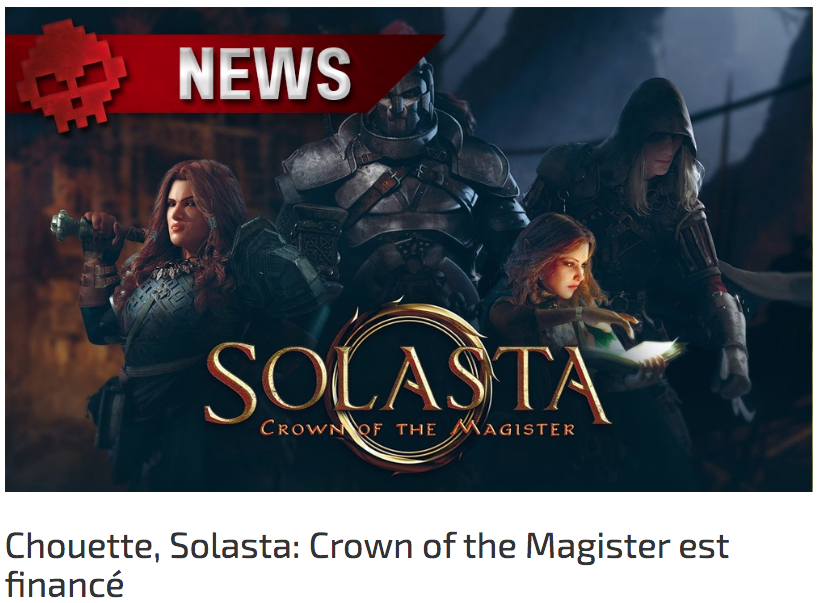 NEWS
SOLASTA
CROWN OF THE MAGISTER
Chouette, Solasta: Crown of the Magister est
financé